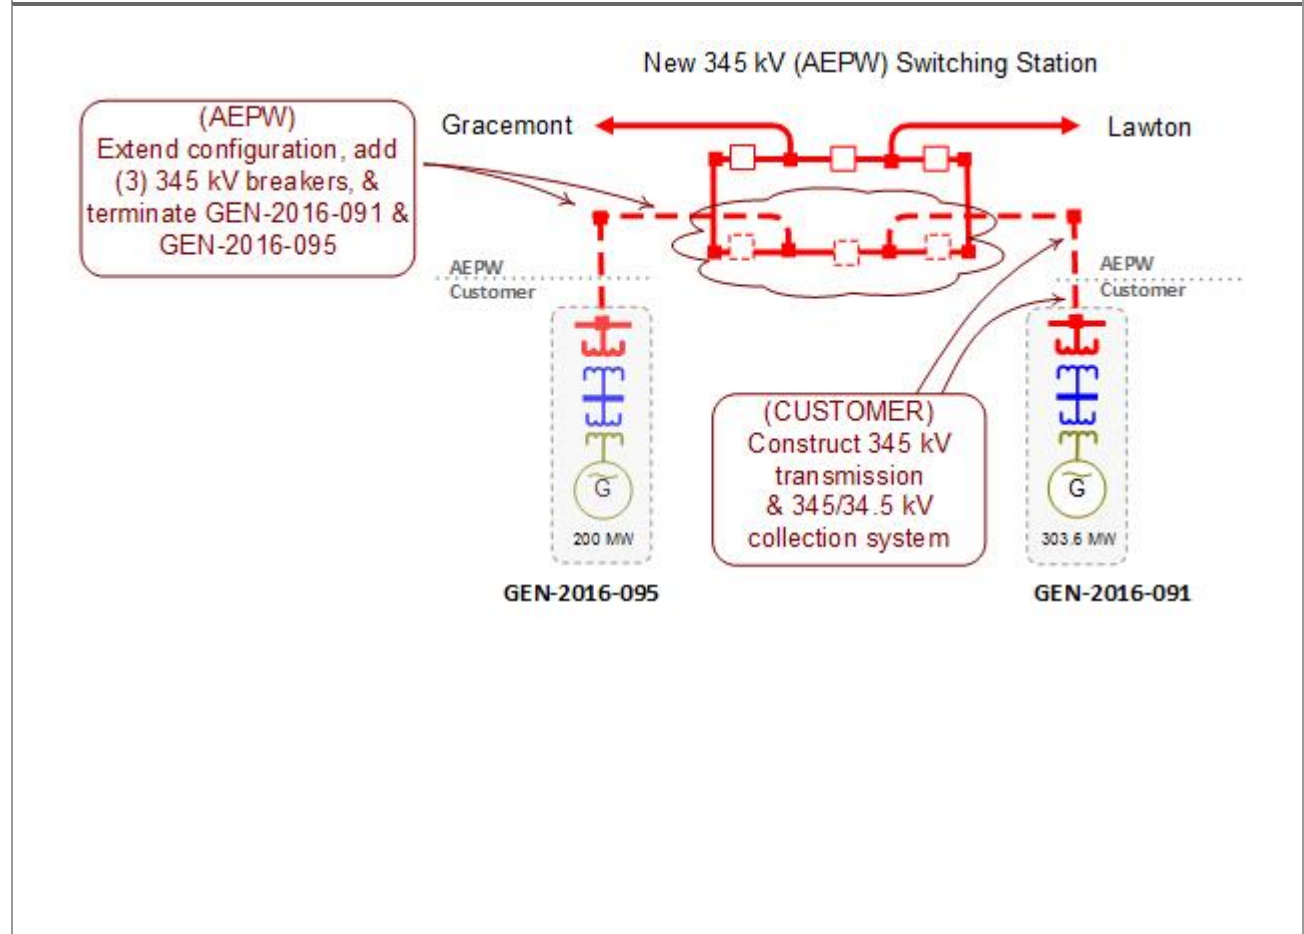 New 345 kV (AEPW) Switching Station
(AEPW)
Extend configuration, add
(3) 345 kV breakers, &
terminate GEN-2016-091 &
GEN-2016-095
Gracemont
Lawton
AEPW
Customer
AEPW
Customer
(CUSTOMER)
Construct 345 kV
transmission
& 345/34.5 kV
collection system
G
200 MW
GEN-2016-095
G
303.6 MW
GEN-2016-091